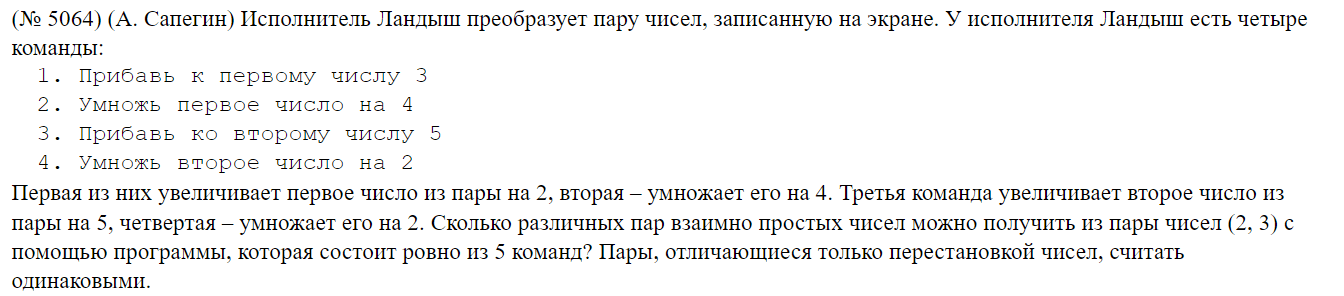 (№ 5064) (А. Сапегин) Исполнитель Ландыш преобразует пару чисел, записанную на экране. У исполнителя Ландыш есть четыре
команды:
1. Прибавь к первому числу 3
2. Умножь первое число на 4
3. Прибавь ко второму числу 5
4. Умножь второе число на 2
Первая из них увеличивает первое число из пары на 2, вторая – умножает его на 4. Третья команда увеличивает второе число из
пары на 5, четвертая – умножает его на 2. Сколько различных пар взаимно простых чисел можно получить из пары чисел (2, 3) с
помощью программы, которая состоит ровно из 5 команд? Пары, отличающиеся только перестановкой чисел, считать
одинаковыми.